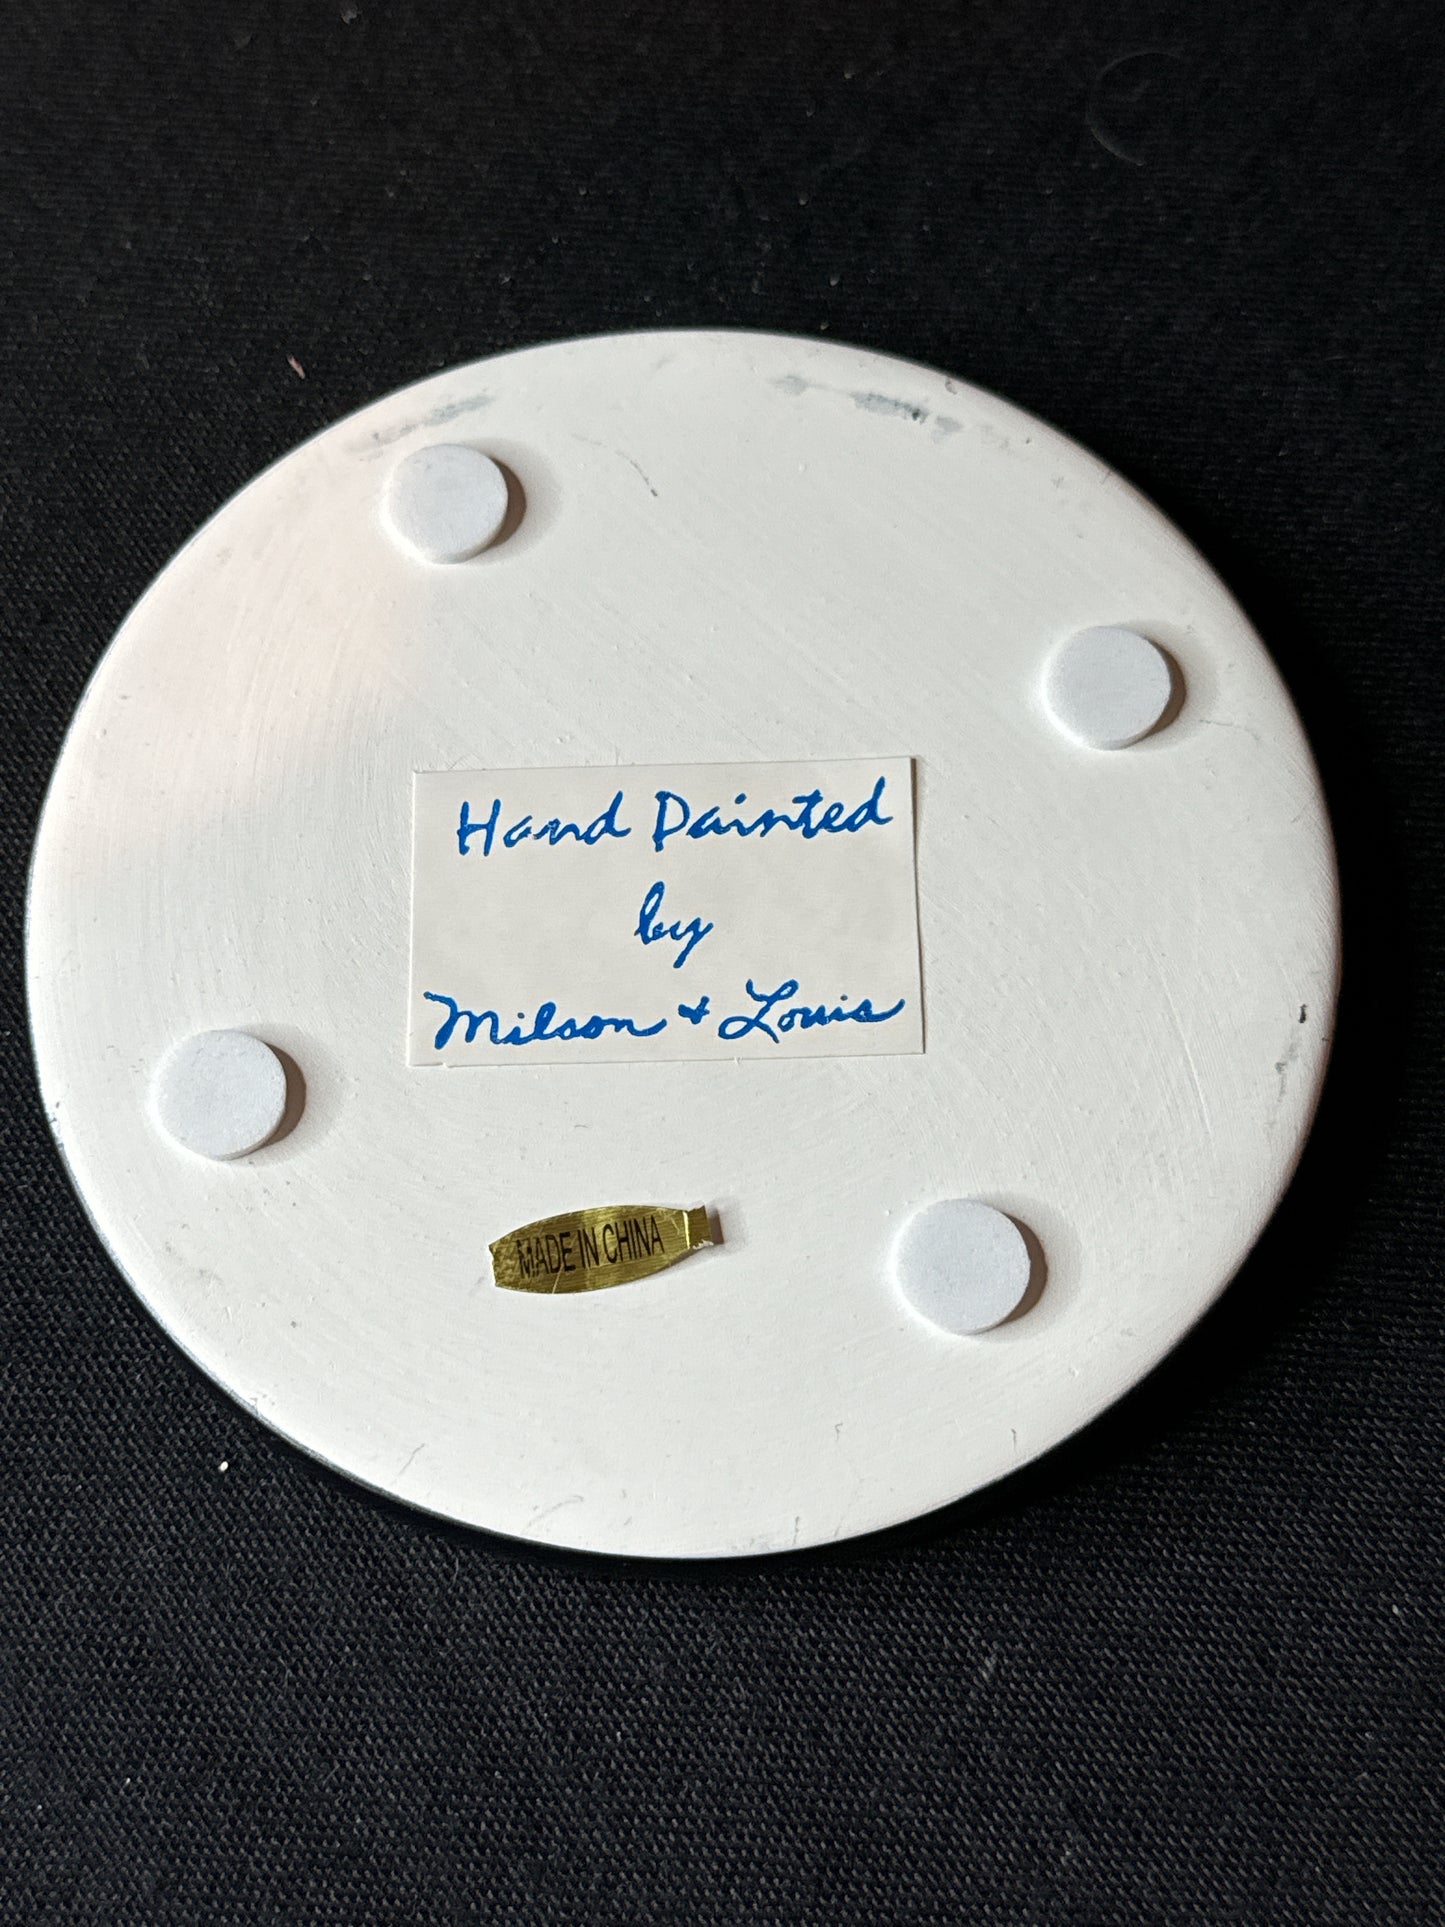 Hand Painted
by
Milson + Louis
MADE IN CHINA